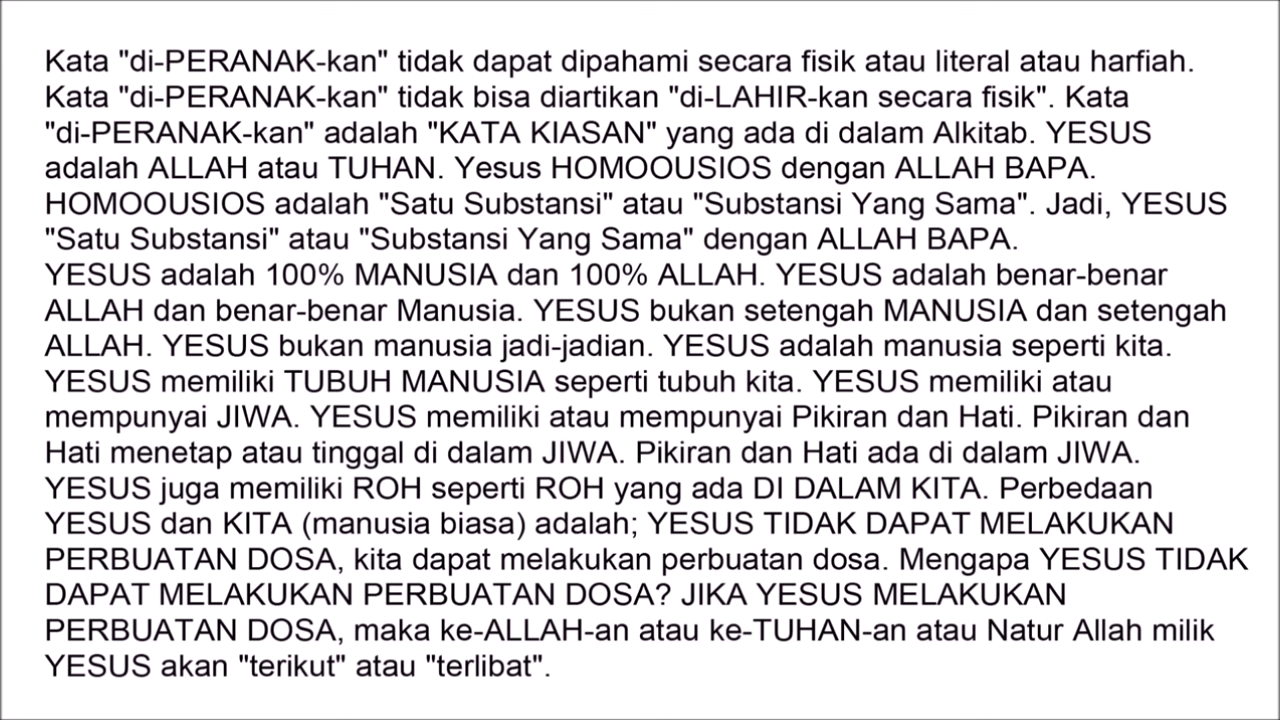 Kata "di-PERANAK-kan" tidak dapat dipahami secara fisik atau literal atau harfiah.
Kata "di-PERANAK-kan" tidak bisa diartikan "di-LAHIR-kan secara fisik". Kata
"di-PERANAK-kan" adalah "KATA KIASAN" yang ada di dalam Alkitab. YESUS
adalah ALLAH atau TUHAN. Yesus HOMOOUSIOS dengan ALLAH BAPA.
HOMOOUSIOS adalah "Satu Substansi" atau "Substansi Yang Sama". Jadi, YESUS
"Satu Substansi" atau "Substansi Yang Sama" dengan ALLAH BAPA.
YESUS adalah 100% MANUSIA dan 100% ALLAH. YESUS adalah benar-benar
ALLAH dan benar-benar Manusia. YESUS bukan setengah MANUSIA dan setengah
ALLAH. YESUS bukan manusia jadi-jadian. YESUS adalah manusia seperti kita.
YESUS memiliki TUBUH MANUSIA seperti tubuh kita. YESUS memiliki atau
mempunyai JIWA. YESUS memiliki atau mempunyai Pikiran dan Hati. Pikiran dan
Hati menetap atau tinggal di dalam JIWA. Pikiran dan Hati ada di dalam JIWA.
YESUS juga memiliki ROH seperti ROH yang ada DI DALAM KITA. Perbedaan
YESUS dan KITA (manusia biasa) adalah; YESUS TIDAK DAPAT MELAKUKAN
PERBUATAN DOSA, kita dapat melakukan perbuatan dosa. Mengapa YESUS TIDAK
DAPAT MELAKUKAN PERBUATAN DOSA? JIKA YESUS MELAKUKAN
PERBUATAN DOSA, maka ke-ALLAH-an atau ke-TUHAN-an atau Natur Allah milik
YESUS akan "terikut" atau "terlibat".